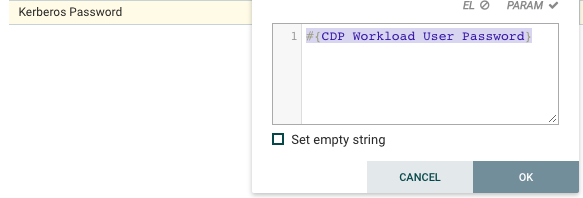 EL PARAM
Kerberos Password
1 #{CDP Workload User Password}
Set empty string
CANCEL OK